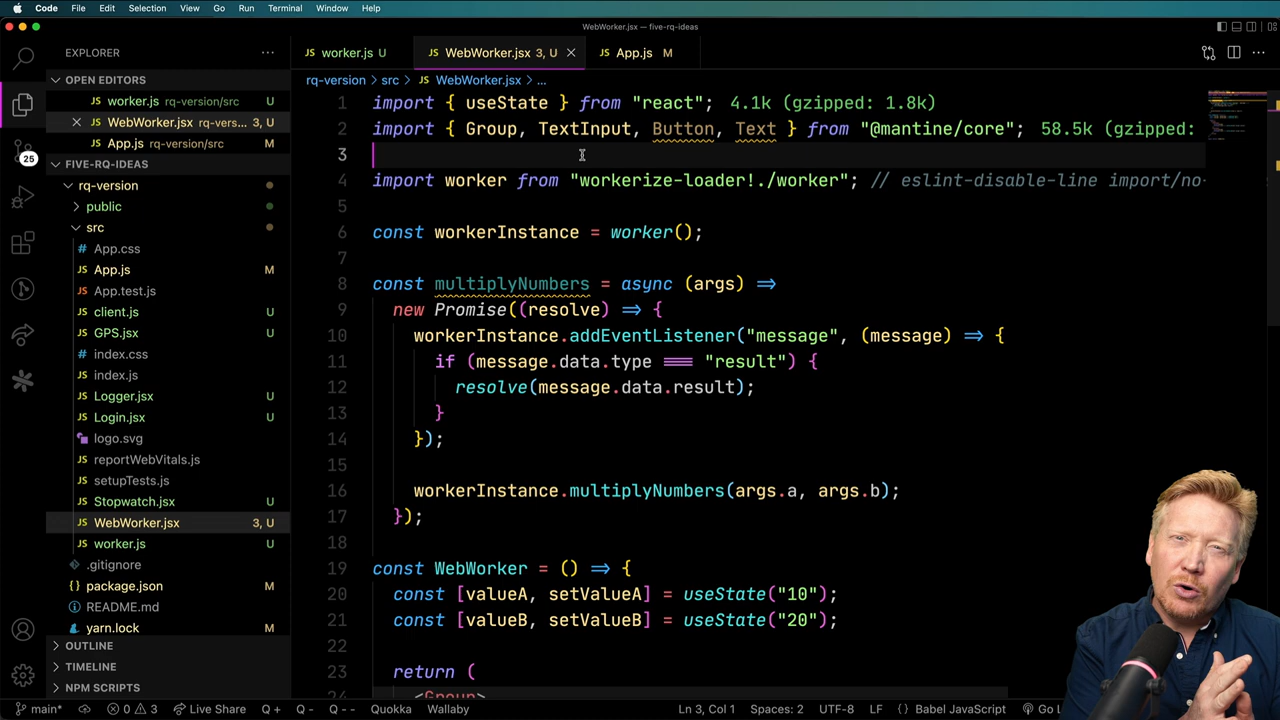 Code File Edit Selection View Go Run Terminal Window Help
WebWorker.jsx — five-rq-ideas
EXPLORER
worker.js U
WebWorker.jsx 3, U
App.js M
rq-version > src > WebWorker.jsx > ...
OPEN EDITORS
worker.js rq-version/src U
WebWorker.jsx rq-vers... 3, U
App.js rq-version/src M
FIVE-RQ-IDEAS
25
rq-version
public
src
App.css
App.js M
App.test.js
client.js U
GPS.jsx U
index.css
index.js
Logger.jsx U
Login.jsx U
logo.svg
reportWebVitals.js
setupTests.js
Stopwatch.jsx U
WebWorker.jsx 3, U
worker.js U
.gitignore
package.json M
README.md
yarn.lock M
OUTLINE
TIMELINE
NPM SCRIPTS
1 import { useState } from "react"; 4.1k (gzipped: 1.8k)
2 import { Group, TextInput, Button, Text } from "@mantine/core"; 58.5k (gzipped:
3
4 import worker from "workerize-loader!./worker"; // eslint-disable-line import/no-
5
6 const workerInstance = worker();
7
8 const multiplyNumbers = async (args) =>
9 new Promise((resolve) => {
10 workerInstance.addEventListener("message", (message) => {
11 if (message.data.type === "result") {
12 resolve(message.data.result);
13 }
14 });
15
16 workerInstance.multiplyNumbers(args.a, args.b);
17 });
18
19 const WebWorker = () => {
20 const [valueA, setValueA] = useState("10");
21 const [valueB, setValueB] = useState("20");
22
23 return (
24 <Group>
main* 0 3 Live Share Q + Q - Q -- Quokka Wallaby Ln 3, Col 1 Spaces: 2 UTF-8 LF {} Babel JavaScript Go L